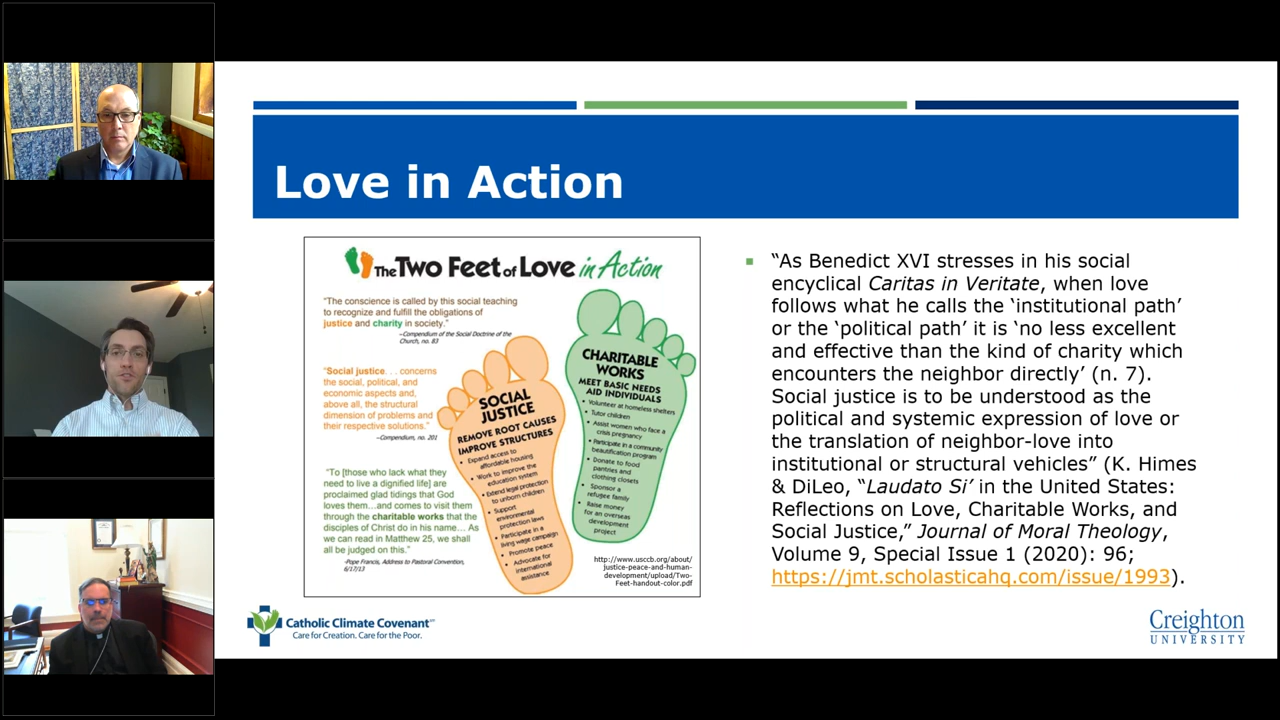 Love in Action
The Two Feet of Love in Action
“The conscience is called by this social teaching
to recognize and fulfill the obligations of
justice and charity in society.”
–Compendium of the Social Doctrine of the
Church, no. 83
“Social justice. . . concerns
the social, political, and
economic aspects and,
above all, the structural
dimension of problems and
their respective solutions.”
–Compendium, no. 201
“To [those who lack what they
need to live a dignified life] are
proclaimed glad tidings that God
loves them…and comes to visit them
through the charitable works that the
disciples of Christ do in his name… As
we can read in Matthew 25, we shall
all be judged on this.”
-Pope Francis, Address to Pastoral Convention,
6/17/13
SOCIAL
JUSTICE
REMOVE ROOT CAUSES
IMPROVE STRUCTURES
• Expand access to
affordable housing
• Work to improve the
education system
• Extend legal protection
to unborn children
• Support
environmental
protection laws
• Participate in a
living wage campaign
• Promote peace
• Advocate for
international
assistance
CHARITABLE
WORKS
MEET BASIC NEEDS
AID INDIVIDUALS
• Volunteer at homeless shelters
• Tutor children
• Assist women who face a
crisis pregnancy
• Participate in a community
beautification program
• Donate to food
pantries and
clothing closets
• Sponsor a
refugee family
• Raise money
for an overseas
development
project
http://www.usccb.org/about/
justice-peace-and-human-
development/upload/Two-
Feet-handout-color.pdf
“As Benedict XVI stresses in his social
encyclical Caritas in Veritate, when love
follows what he calls the ‘institutional path’
or the ‘political path’ it is ‘no less excellent
and effective than the kind of charity which
encounters the neighbor directly’ (n. 7).
Social justice is to be understood as the
political and systemic expression of love or
the translation of neighbor-love into
institutional or structural vehicles” (K. Himes
& DiLeo, “Laudato Si’ in the United States:
Reflections on Love, Charitable Works, and
Social Justice,” Journal of Moral Theology,
Volume 9, Special Issue 1 (2020): 96;
https://jmt.scholasticahq.com/issue/1993).
Catholic Climate Covenant
Care for Creation. Care for the Poor.
Creighton
UNIVERSITY